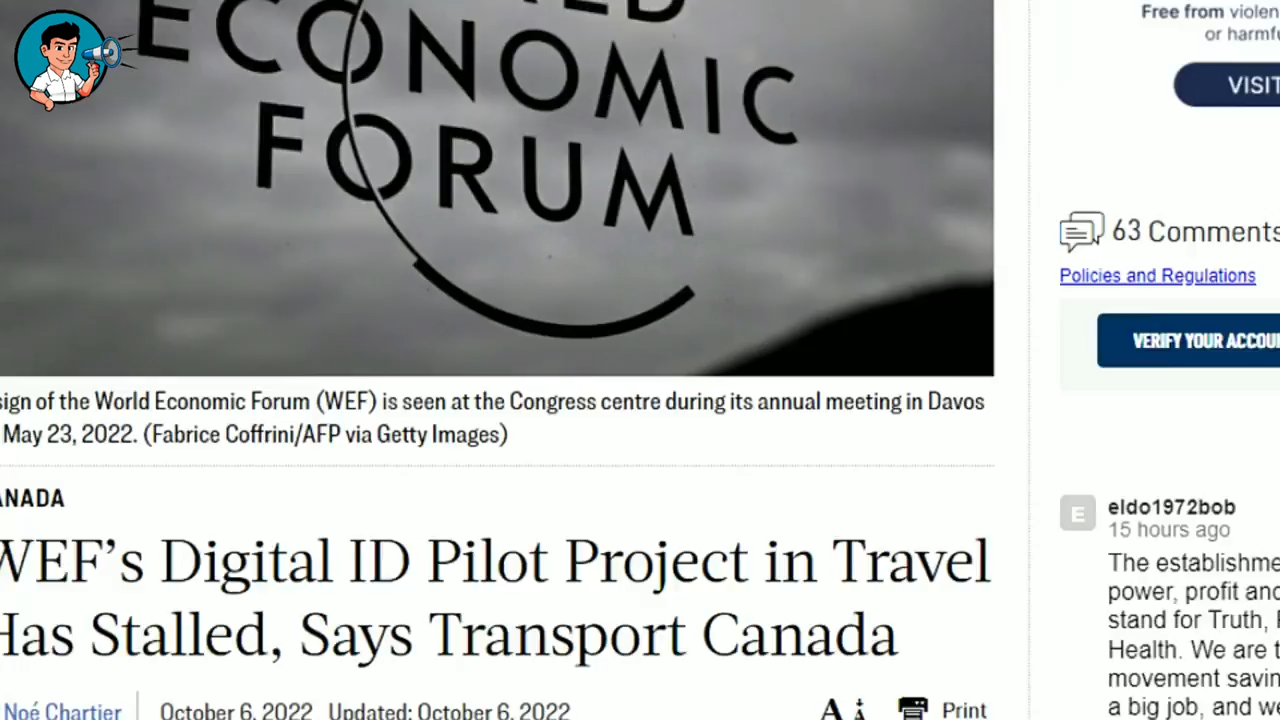 ECONOMIC
FORUM
sign of the World Economic Forum (WEF) is seen at the Congress centre during its annual meeting in Davos
May 23, 2022. (Fabrice Coffrini/AFP via Getty Images)
WEF's Digital ID Pilot Project in Travel
Has Stalled, Says Transport Canada
Noé Chartier
October 6, 2022 Updated: October 6, 2022
Print
Free from
or
VISIT
63 Comments
Policies and Regulations
VERIFY YOUR
E
eldo1972bob
15 hours ago
The
power, profit and
stand for Truth,
Health. We are
movement
a big job, and